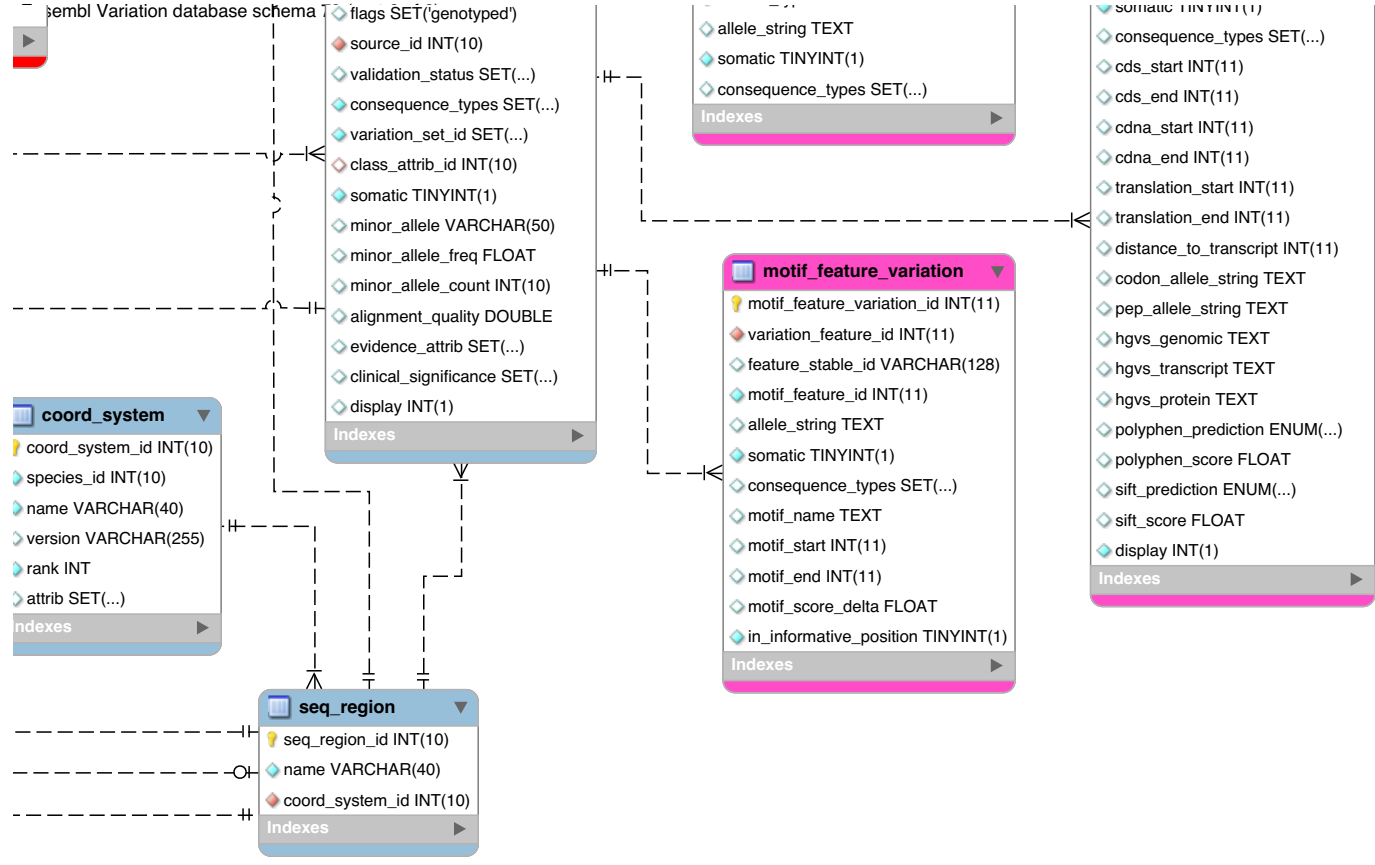 sembl Variation database schema
flags SET('genotyped')
source_id INT(10)
validation_status SET(...)
consequence_types SET(...)
variation_set_id SET(...)
class_attrib_id INT(10)
somatic TINYINT(1)
minor_allele VARCHAR(50)
minor_allele_freq FLOAT
minor_allele_count INT(10)
alignment_quality DOUBLE
evidence_attrib SET(...)
clinical_significance SET(...)
display INT(1)
Indexes
allele_string TEXT
somatic TINYINT(1)
consequence_types SET(...)
Indexes
somatic TINYINT(1)
consequence_types SET(...)
cds_start INT(11)
cds_end INT(11)
cdna_start INT(11)
cdna_end INT(11)
translation_start INT(11)
translation_end INT(11)
distance_to_transcript INT(11)
codon_allele_string TEXT
pep_allele_string TEXT
hgvs_genomic TEXT
hgvs_transcript TEXT
hgvs_protein TEXT
polyphen_prediction ENUM(...)
polyphen_score FLOAT
sift_prediction ENUM(...)
sift_score FLOAT
display INT(1)
Indexes
motif_feature_variation
motif_feature_variation_id INT(11)
variation_feature_id INT(11)
feature_stable_id VARCHAR(128)
motif_feature_id INT(11)
allele_string TEXT
somatic TINYINT(1)
consequence_types SET(...)
motif_name TEXT
motif_start INT(11)
motif_end INT(11)
motif_score_delta FLOAT
in_informative_position TINYINT(1)
Indexes
coord_system
coord_system_id INT(10)
species_id INT(10)
name VARCHAR(40)
version VARCHAR(255)
rank INT
attrib SET(...)
ndexes
seq_region
seq_region_id INT(10)
name VARCHAR(40)
coord_system_id INT(10)
Indexes